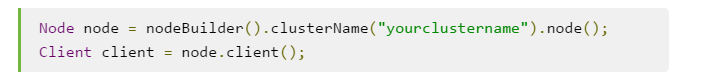 Node node = nodeBuilder().clusterName("yourclustername").node();
Client client = node.client();